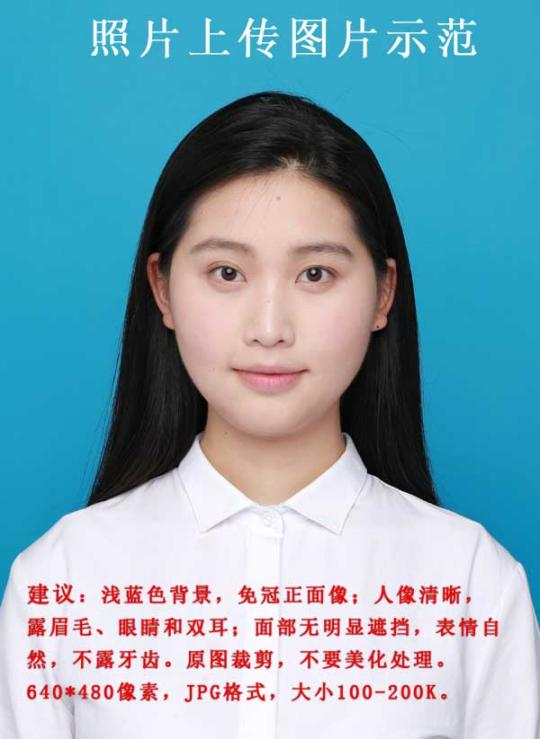 照片上传图片示范
建议：浅蓝色背景，免冠正面像；人像清晰，
露眉毛、眼睛和双耳；面部无明显遮挡，表情自
然，不露牙齿。原图裁剪，不要美化处理。
640*480像素，JPG格式，大小100-200K。